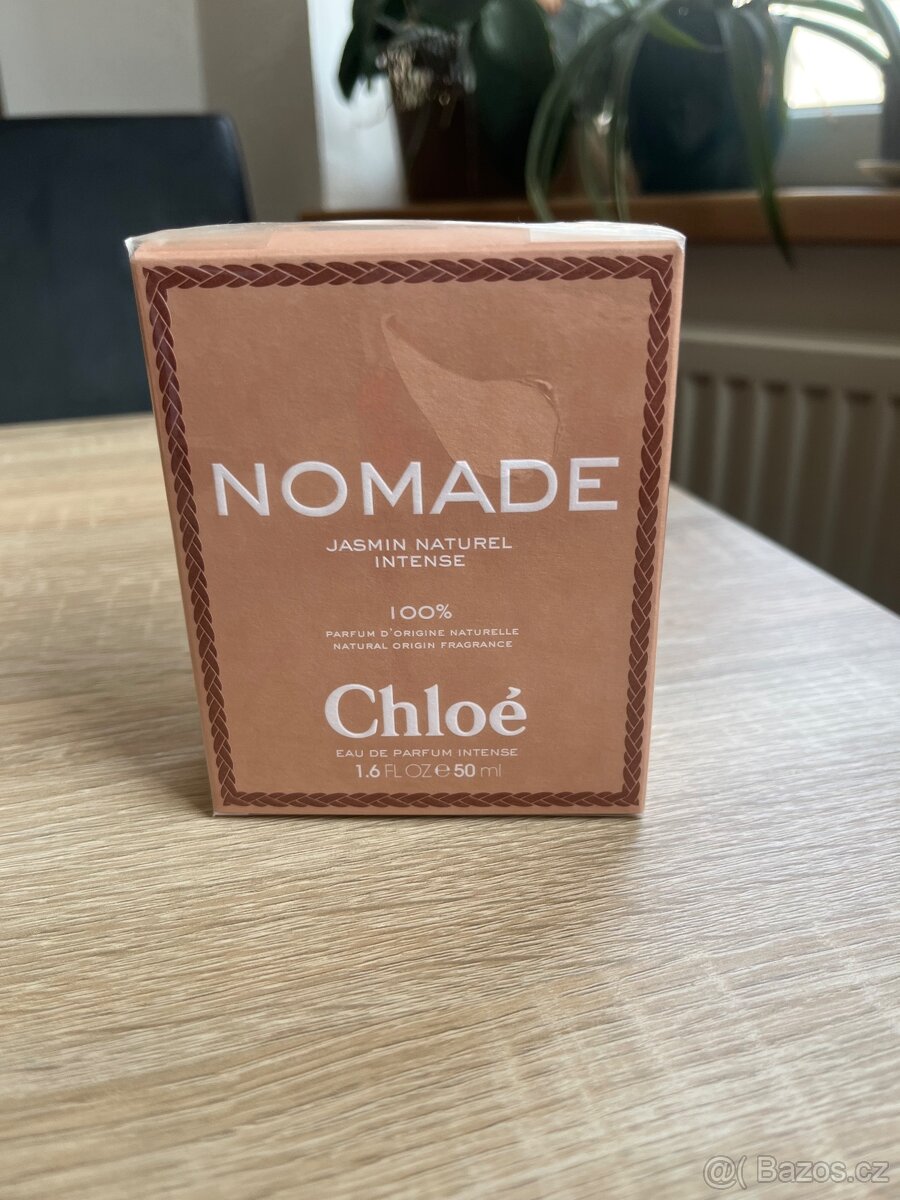 NOMADE
JASMIN NATUREL
INTENSE
100%
PARFUM D'ORIGINE NATURELLE
NATURAL ORIGIN FRAGRANCE
Chloé
EAU DE PARFUM INTENSE
1.6 FL OZ ℮ 50 ml
@( Bazos.cz